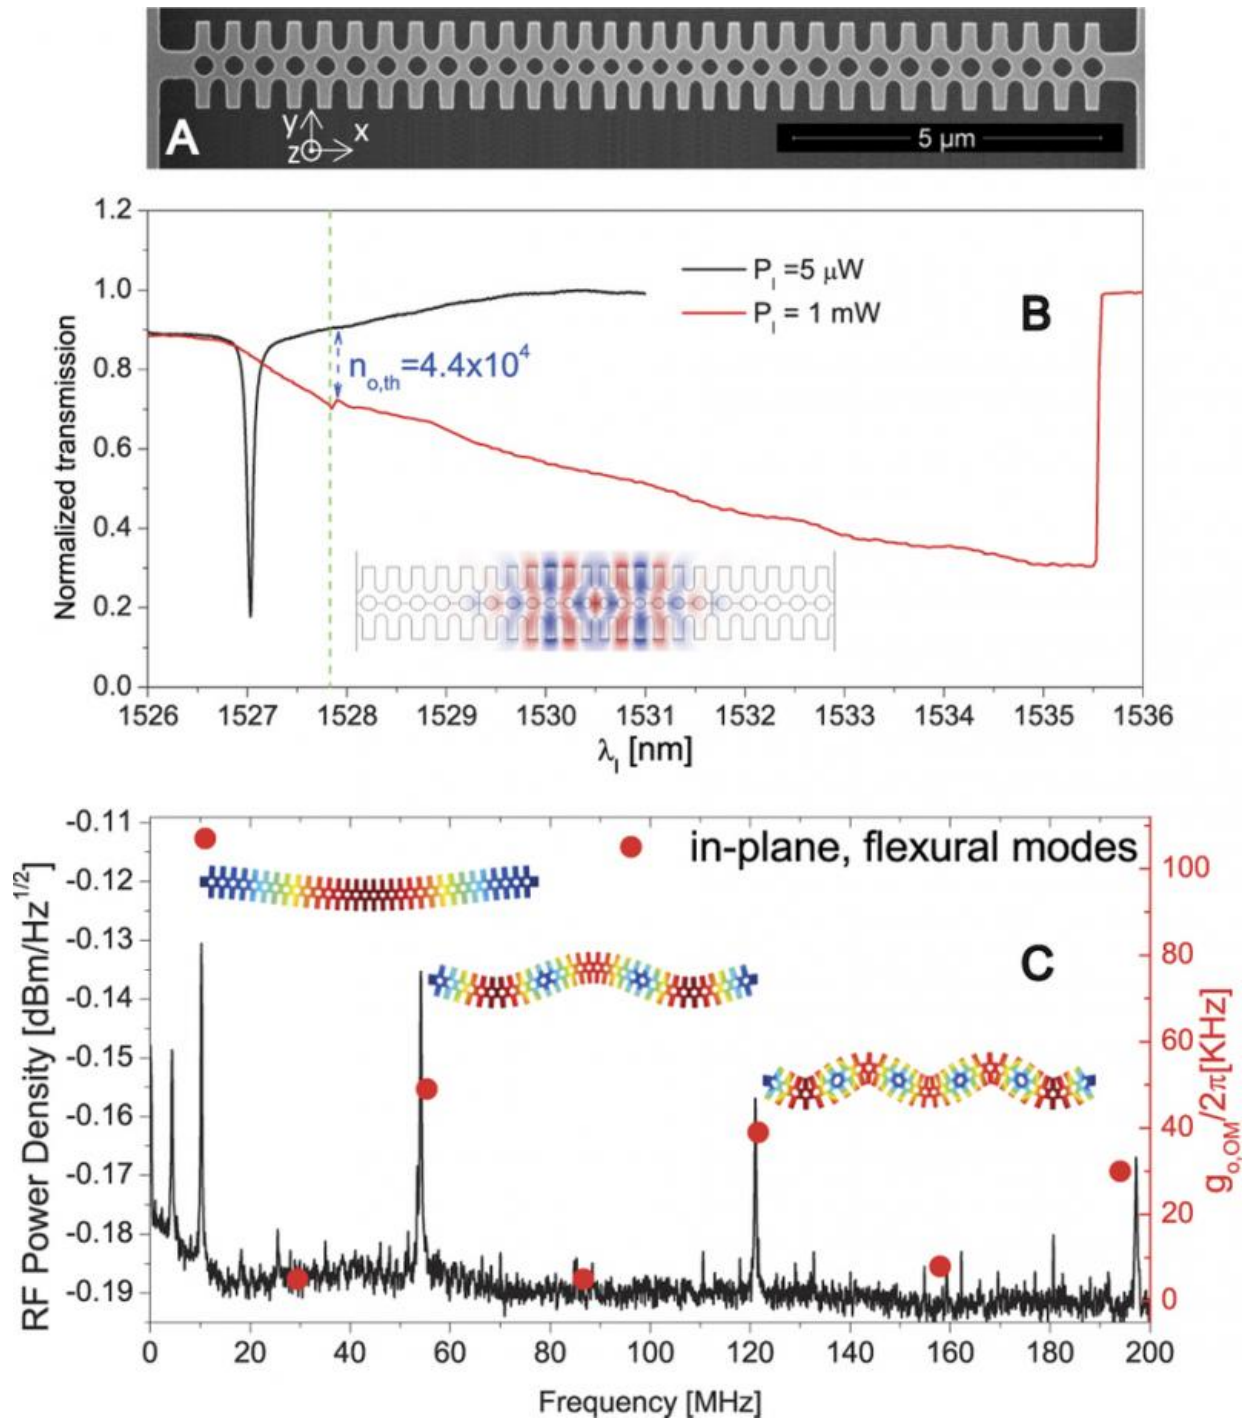 A
y
x
z
5 µm
1.2
1.0
0.8
0.6
0.4
0.2
0.0
Normalized transmission
P_l =5 µW
P_l = 1 mW
B
n_o,th=4.4x10^4
1526 1527 1528 1529 1530 1531 1532 1533 1534 1535 1536
λ_l [nm]
-0.11
-0.12
-0.13
-0.14
-0.15
-0.16
-0.17
-0.18
-0.19
RF Power Density [dBm/Hz^1/2]
in-plane, flexural modes
C
100
80
60
40
20
0
g_o,OM/2π[KHz]
0 20 40 60 80 100 120 140 160 180 200
Frequency [MHz]